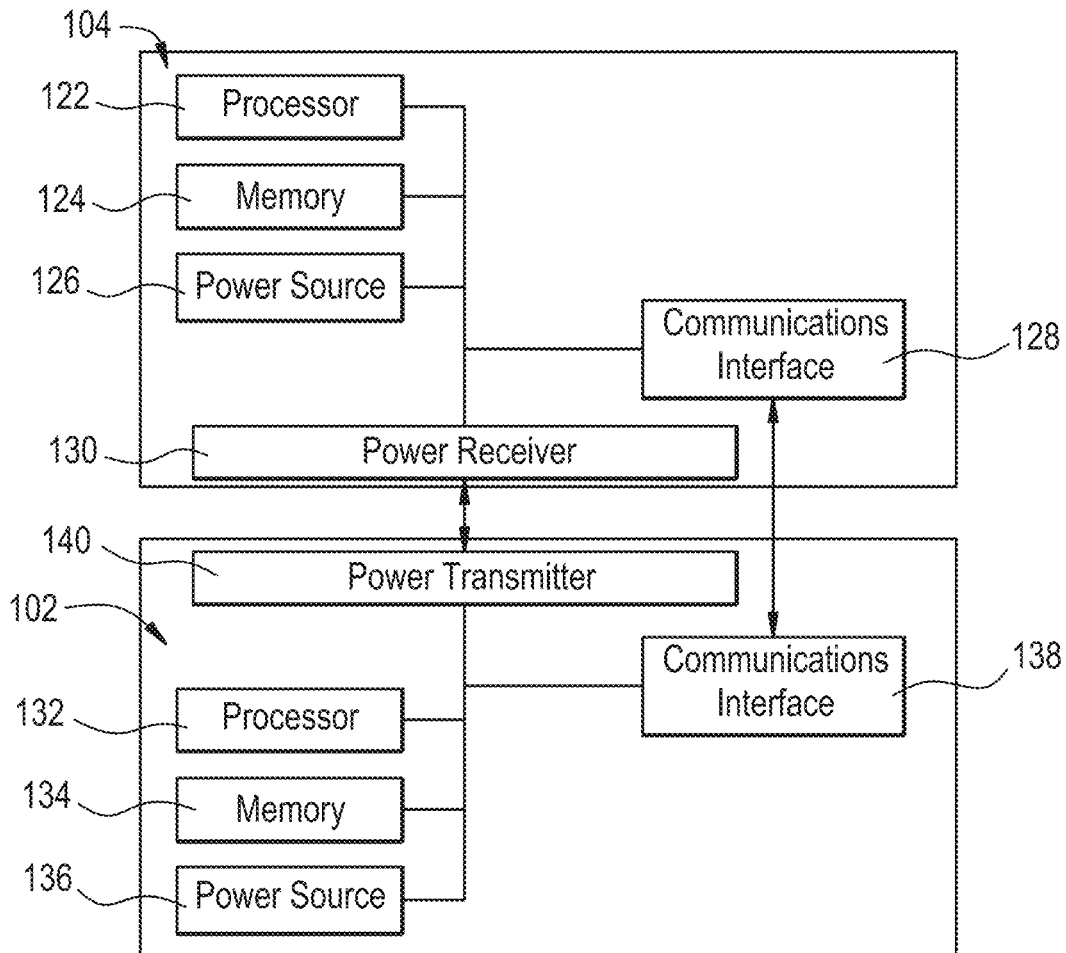 104
122
Processor
124
Memory
126
Power Source
Communications
Interface
128
130
Power Receiver
140
Power Transmitter
102
Communications
Interface
138
132
Processor
134
Memory
136
Power Source